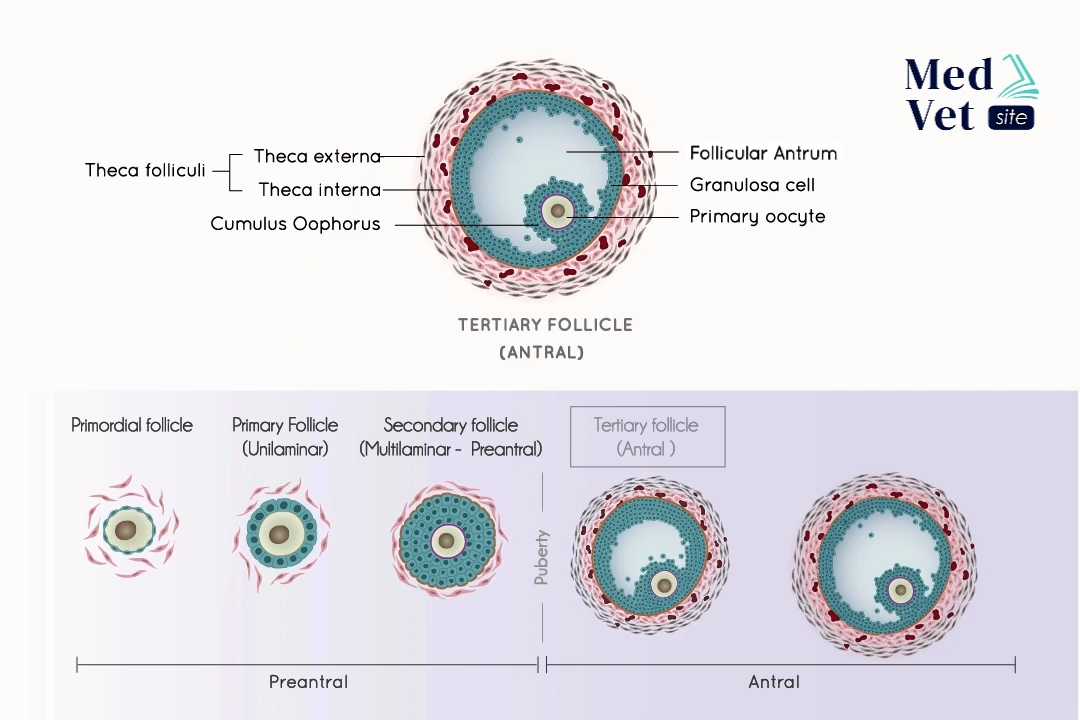 Med
Vet site
Theca folliculi
Theca externa
Theca interna
Cumulus Oophorus
Follicular Antrum
Granulosa cell
Primary oocyte
TERTIARY FOLLICLE
(ANTRAL)
Primordial follicle
Primary Follicle
(Unilaminar)
Secondary follicle
(Multilaminar - Preantral)
Tertiary follicle
(Antral )
Puberty
Preantral
Antral